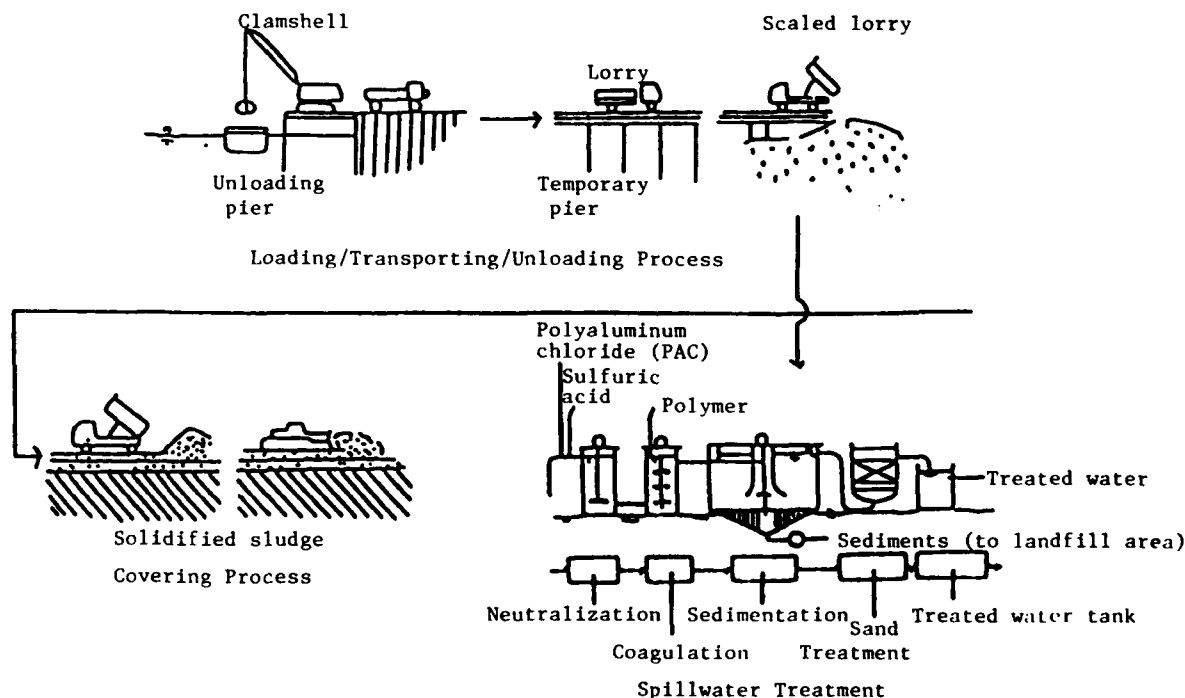 Clamshell
Scaled lorry
Lorry
Unloading
pier
Temporary
pier
Loading/Transporting/Unloading Process
Polyaluminum
chloride (PAC)
Sulfuric
acid
Polymer
Treated water
Solidified sludge
Sediments (to landfill area)
Covering Process
Neutralization
Sedimentation
Treated water tank
Sand
Coagulation
Treatment
Spillwater Treatment